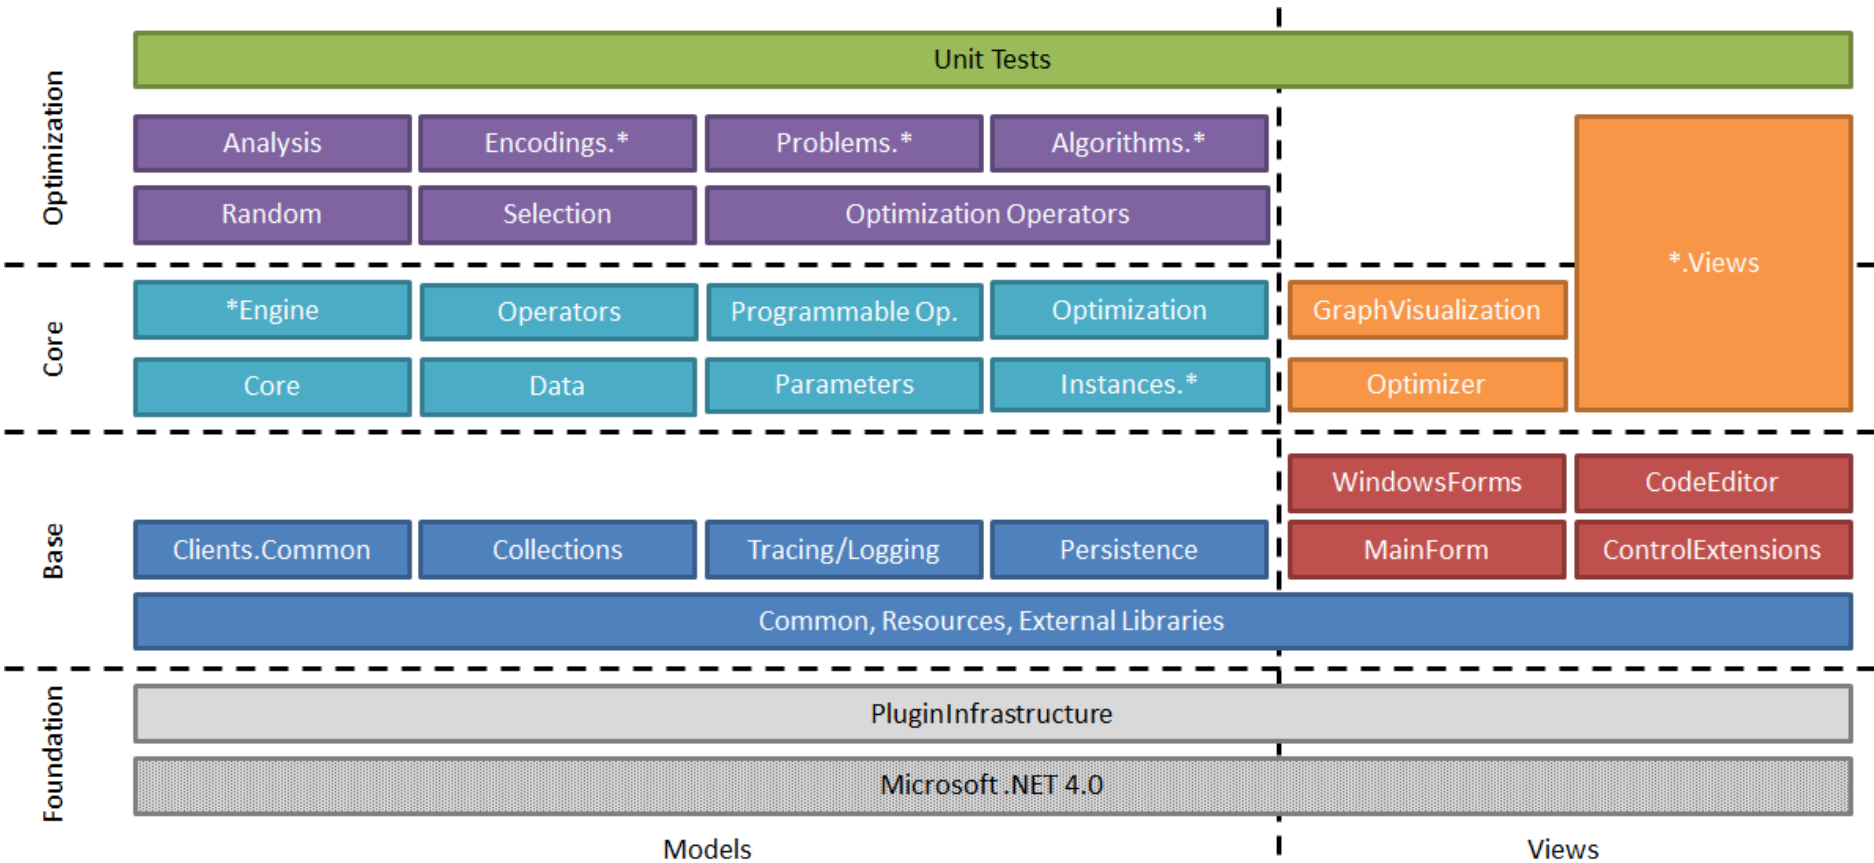 Optimization
Unit Tests
Analysis
Encodings.*
Problems.*
Algorithms.*
Random
Selection
Optimization Operators
*.Views
Core
*Engine
Operators
Programmable Op.
Optimization
GraphVisualization
Core
Data
Parameters
Instances.*
Optimizer
Base
WindowsForms
CodeEditor
Clients.Common
Collections
Tracing/Logging
Persistence
MainForm
ControlExtensions
Common, Resources, External Libraries
Foundation
PluginInfrastructure
Microsoft .NET 4.0
Models
Views